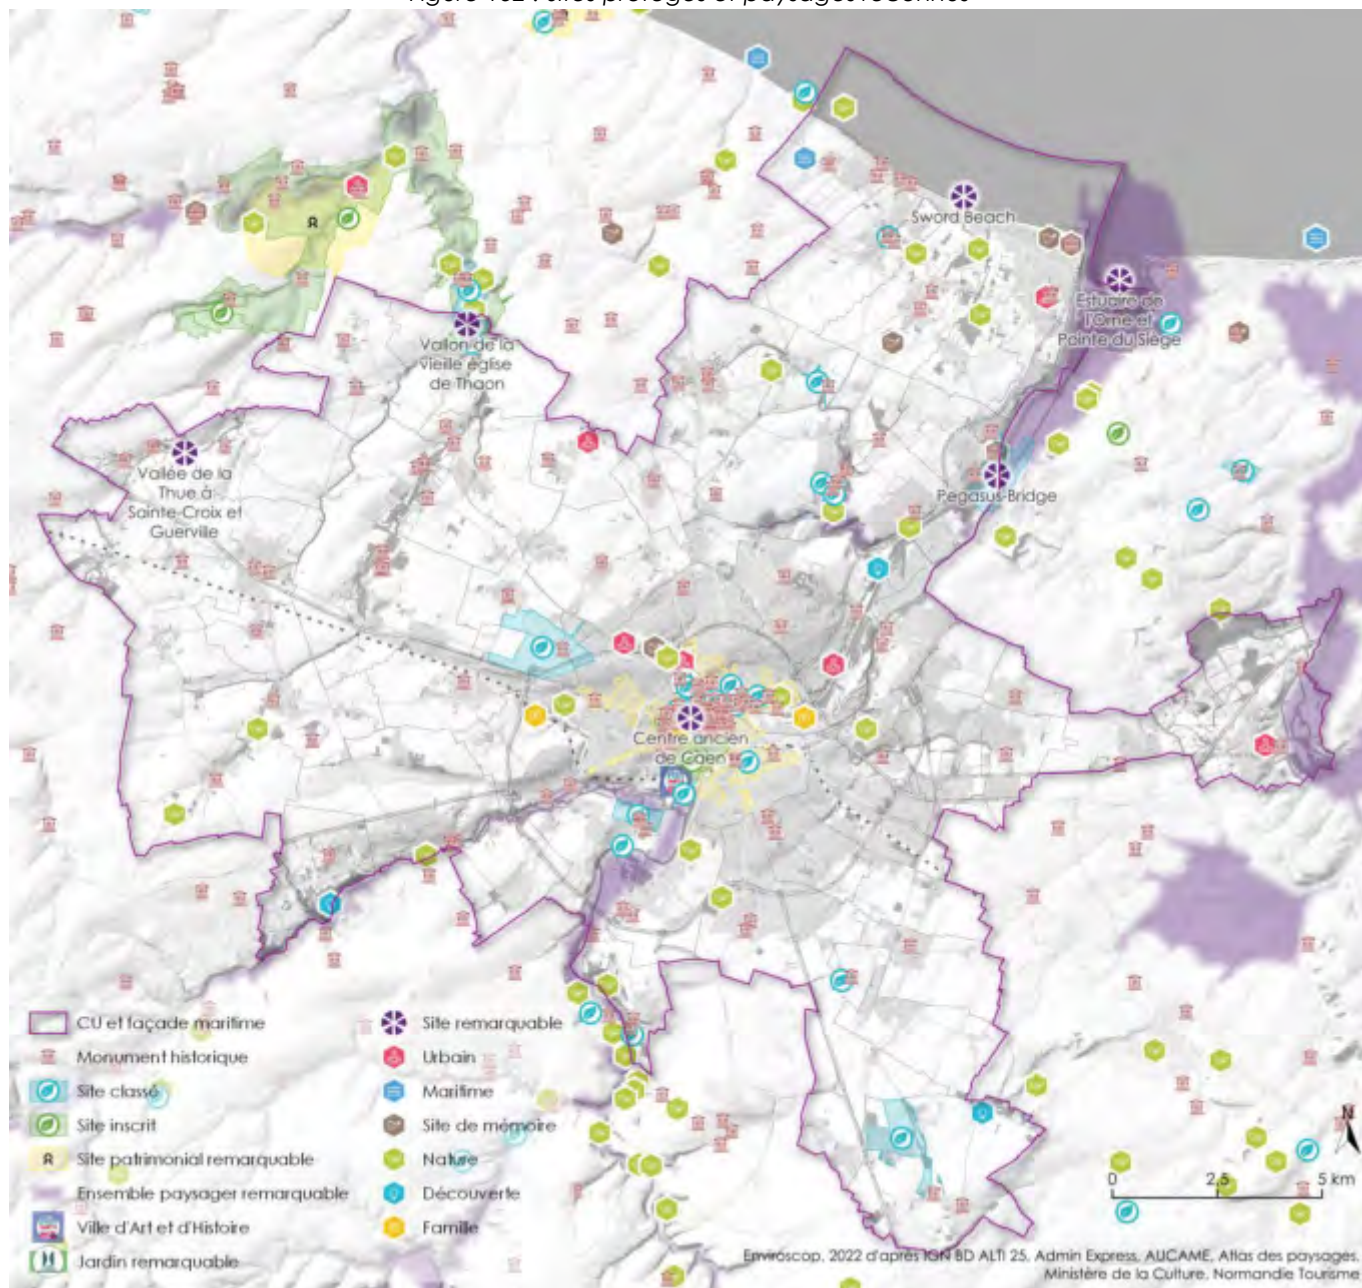 sites protégés et paysages
Sword Beach
Estuaire de
l'Orne et
Pointe du Siège
Vallon de la
vieille église
de Thaon
Vallée de la
Thue à
Sainte-Croix et
Guerville
Pegasus-Bridge
Centre ancien
de Caen
CU et façade maritime
Monument historique
Site classé
Site inscrit
R Site patrimonial remarquable
Ensemble paysager remarquable
Ville d'Art et d'Histoire
Jardin remarquable
Site remarquable
Urbain
Maritime
Site de mémoire
Nature
Découverte
Famille
N
0 2,5 5 km
Enviroscop, 2022 d'après IGN BD ALTI 25, Admin Express, AUCAME, Atlas des paysages,
Ministère de la Culture, Normandie Tourisme